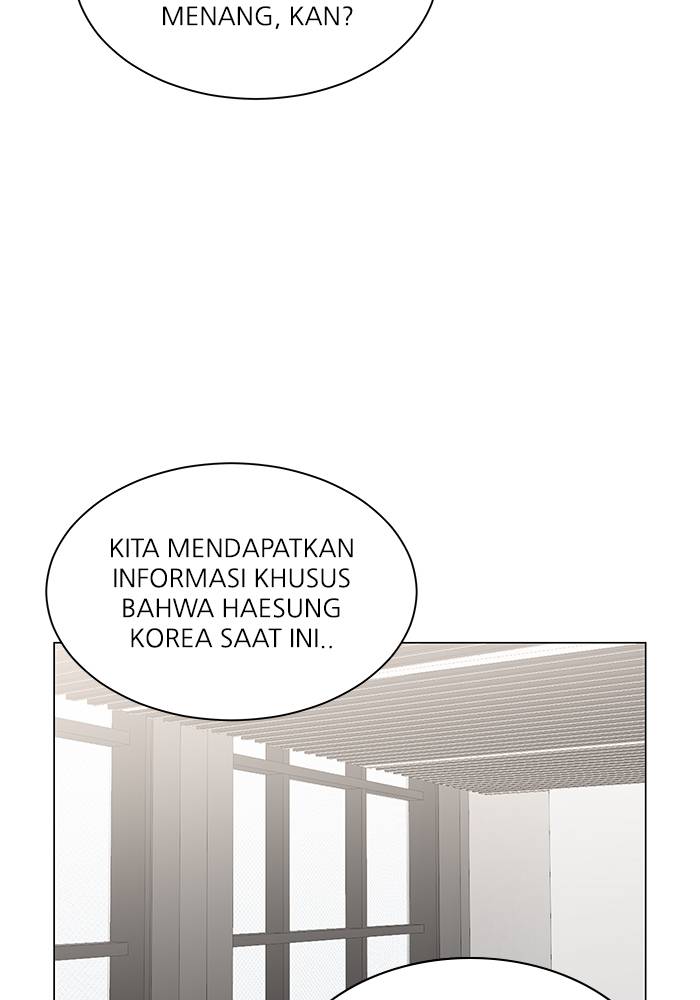 MENANG, KAN?
KITA MENDAPATKAN
INFORMASI KHUSUS
BAHWA HAESUNG
KOREA SAAT INI..